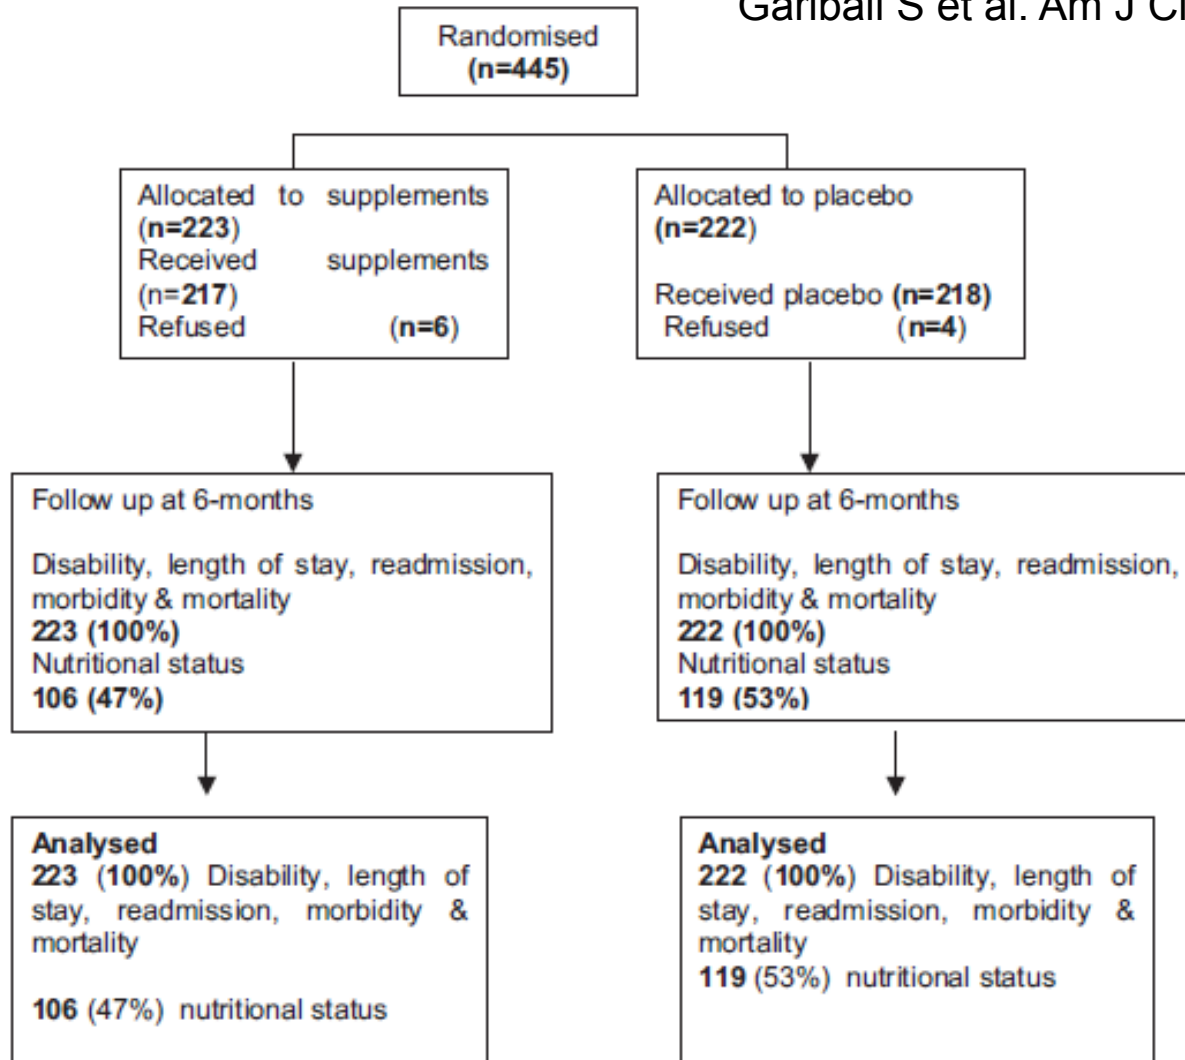 Gariballi S et al. Am J
Randomised
(n=445)
Allocated to supplements
(n=223)
Received supplements
(n=217)
Refused (n=6)
Allocated to placebo
(n=222)
Received placebo (n=218)
Refused (n=4)
Follow up at 6-months
Disability, length of stay, readmission,
morbidity & mortality
223 (100%)
Nutritional status
106 (47%)
Follow up at 6-months
Disability, length of stay, readmission,
morbidity & mortality
222 (100%)
Nutritional status
119 (53%)
Analysed
223 (100%) Disability, length of
stay, readmission, morbidity &
mortality
106 (47%) nutritional status
Analysed
222 (100%) Disability, length of
stay, readmission, morbidity &
mortality
119 (53%) nutritional status